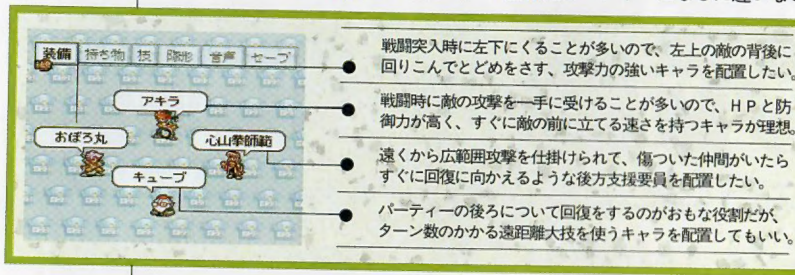 装備 持ち物 技 隊形 音声 セーブ
アキラ
おぼろ丸
心山拳師範
キューブ
戦闘突入時に左下にくることが多いので、左上の敵の背後に
回りこんでとどめをさす、攻撃力の強いキャラを配置したい。
戦闘時に敵の攻撃を一手に受けることが多いので、HPと防
御力が高く、すぐに敵の前に立てる速さを持つキャラが理想。
遠くから広範囲攻撃を仕掛けられて、傷ついた仲間がいたら
すぐに回復に向かえるような後方支援要員を配置したい。
パーティーの後ろについて回復をするのがおもな役割だが、
ターン数のかかる遠距離大技を使うキャラを配置してもいい。